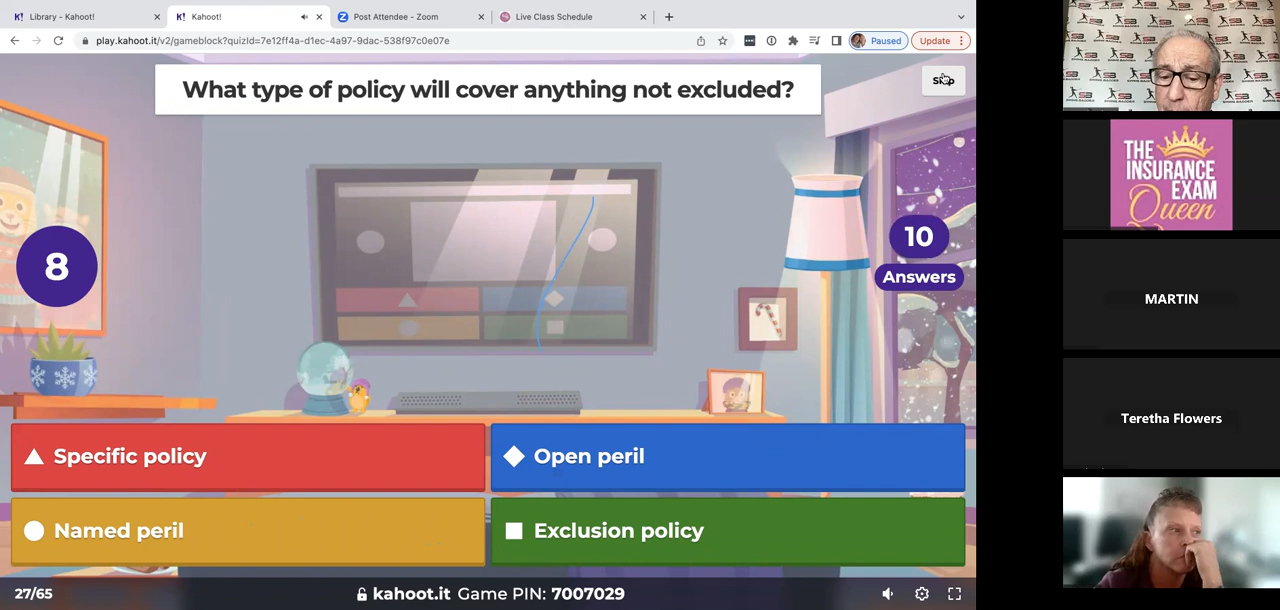 Library - Kahoot!
Kahoot!
Post Attendee - Zoom
Live Class Schedule
play.kahoot.it/v2/gameblock?quizId=7e12ff4a-d1ec-4a97-9dac-538f97c0e07e
Paused
Update
What type of policy will cover anything not excluded?
8
10
Answers
Specific policy
Open peril
Named peril
Exclusion policy
27/65
kahoot.it Game PIN: 7007029
THE
INSURANCE
EXAM
Queen
MARTIN
Teretha Flowers